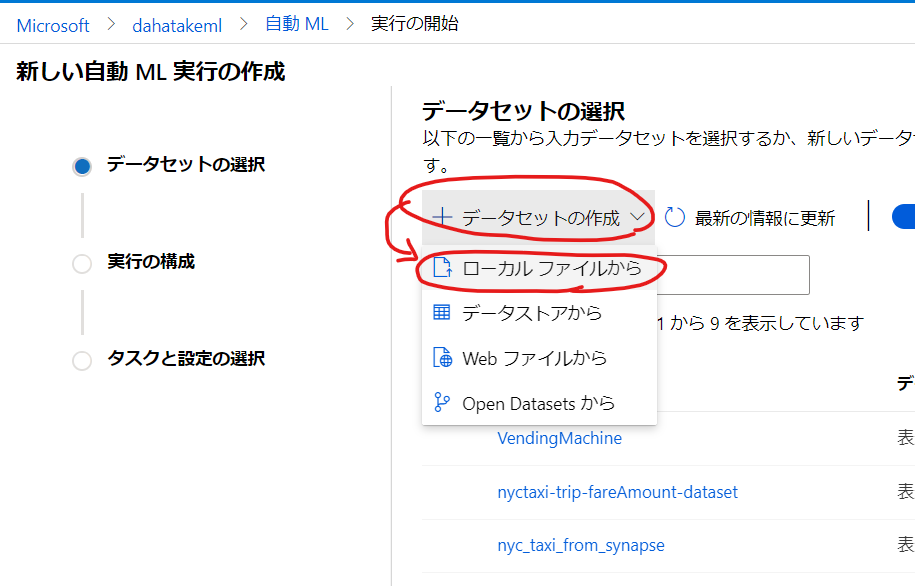 Microsoft > dahatakeml > 自動 ML > 実行の開始
新しい自動 ML 実行の作成
データセットの選択
実行の構成
タスクと設定の選択
データセットの選択
以下の一覧から入力データセットを選択するか、新しいデータ
す。
データセットの作成
最新の情報に更新
ローカル ファイルから
データストアから
Web ファイルから
Open Datasets から
1 から 9 を表示しています
デ
VendingMachine
表
nyctaxi-trip-fareAmount-dataset
表
nyc_taxi_from_synapse
表